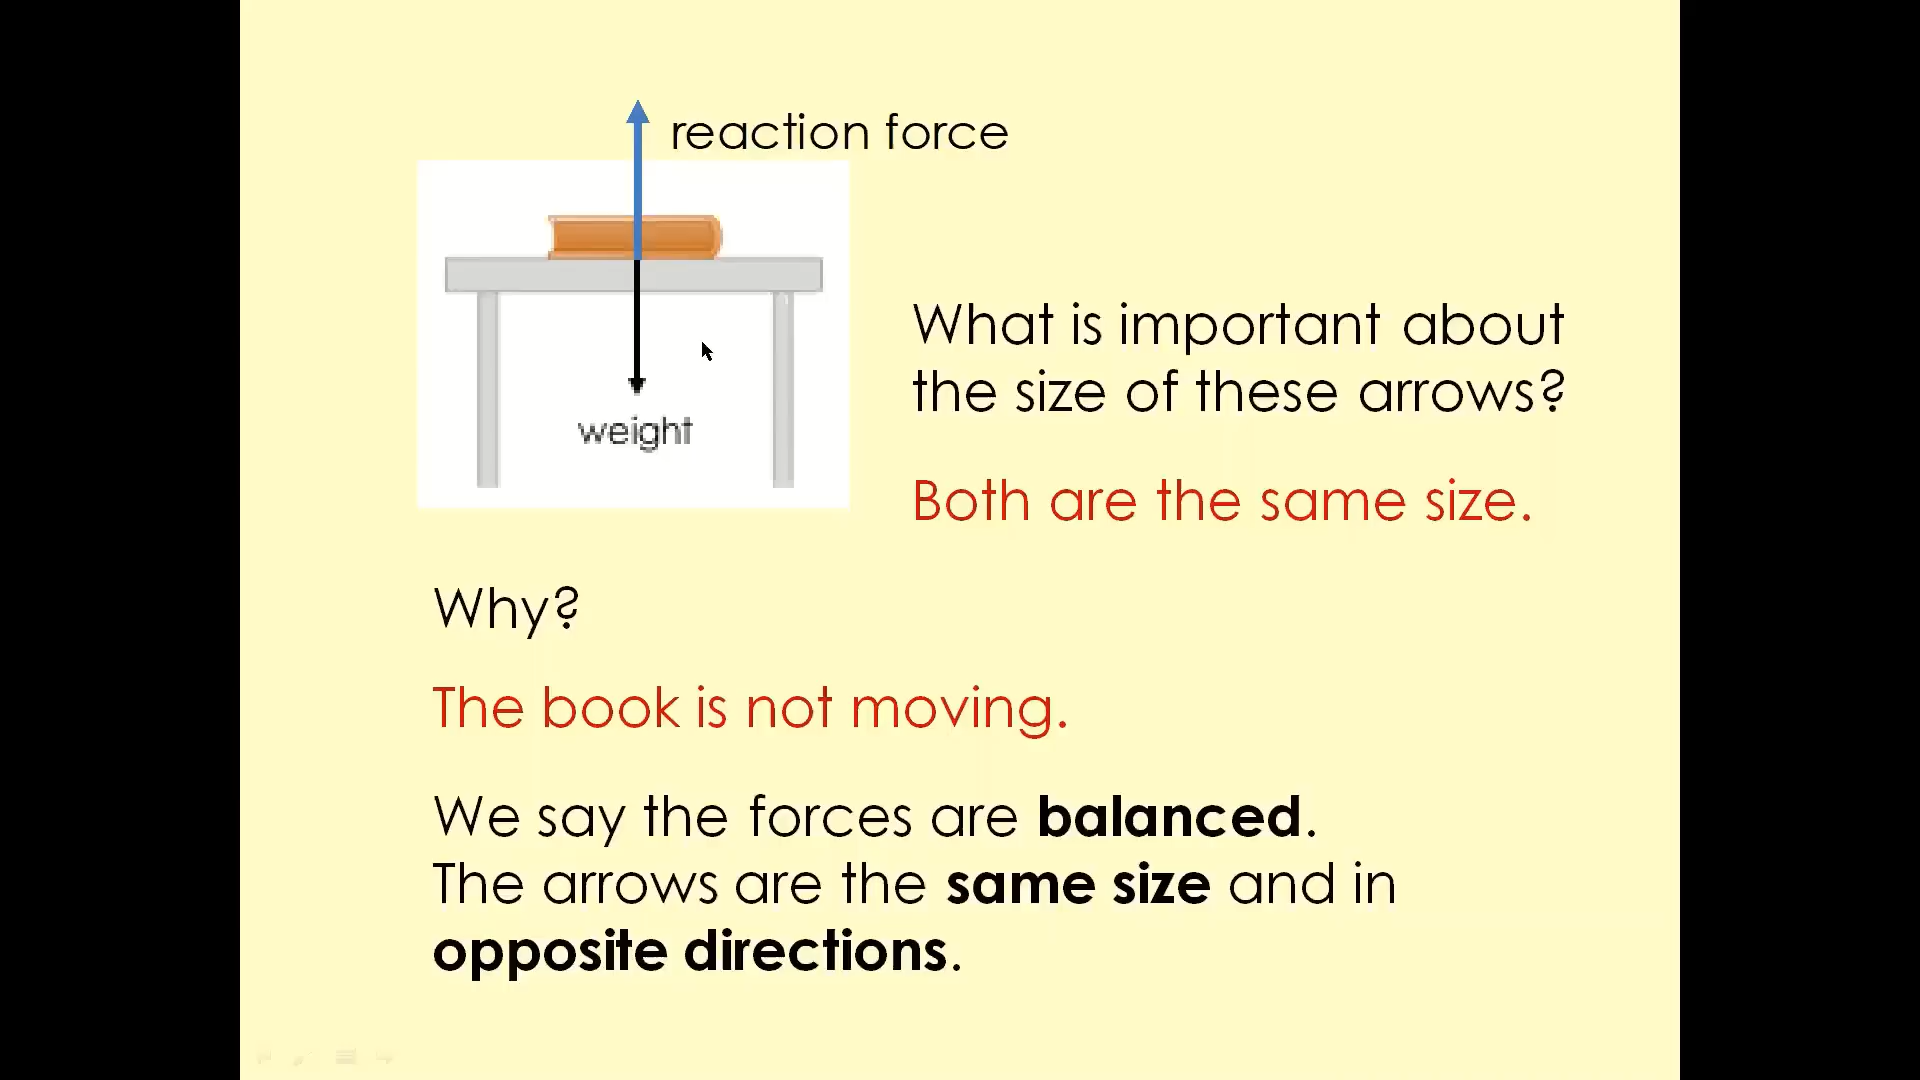 reaction force
weight
What is important about
the size of these arrows?
Both are the same size.
Why?
The book is not moving.
We say the forces are balanced.
The arrows are the same size and in
opposite directions.